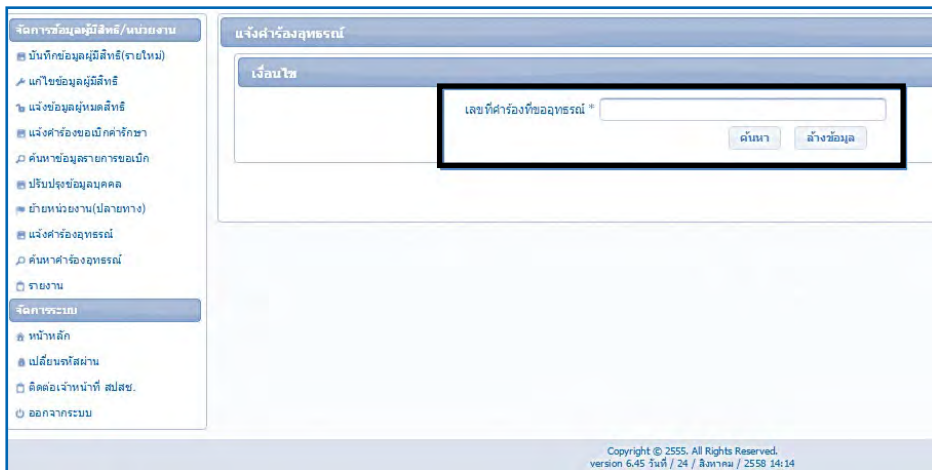 จัดการข้อมูลผู้มีสิทธิ/หน่วยงาน
บันทึกข้อมูลผู้มีสิทธิ(รายใหม่)
แก้ไขข้อมูลผู้มีสิทธิ
แจ้งข้อมูลผู้หมดสิทธิ
แจ้งคำร้องขอเบิกค่ารักษา
ค้นหาข้อมูลรายการขอเบิก
ปรับปรุงข้อมูลบุคคล
ย้ายหน่วยงาน(ปลายทาง)
แจ้งคำร้องอุทธรณ์
ค้นหาคำร้องอุทธรณ์
รายงาน
จัดการระบบ
หน้าหลัก
เปลี่ยนรหัสผ่าน
ติดต่อเจ้าหน้าที่ สปสช.
ออกจากระบบ
แจ้งคำร้องอุทธรณ์
เงื่อนไข
เลขที่คำร้องที่ขออุทธรณ์ *
ค้นหา ล้างข้อมูล
Copyright © 2555. All Rights Reserved.
version 6.45 วันที่ / 24 / สิงหาคม / 2558 14:14